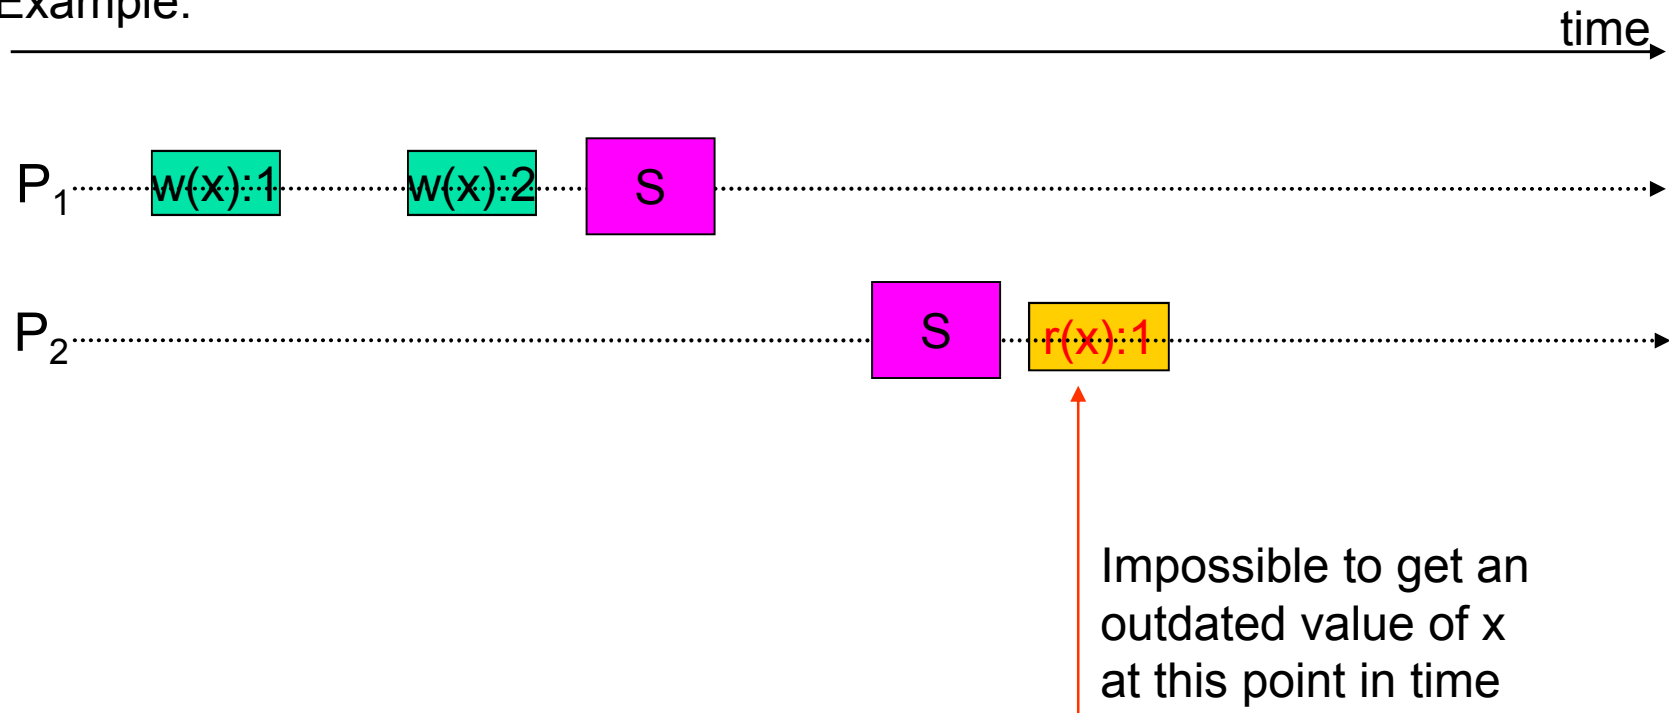 Example:
time
P1 w(x):1 w(x):2 S
P2 S r(x):1
Impossible to get an
outdated value of x
at this point in time